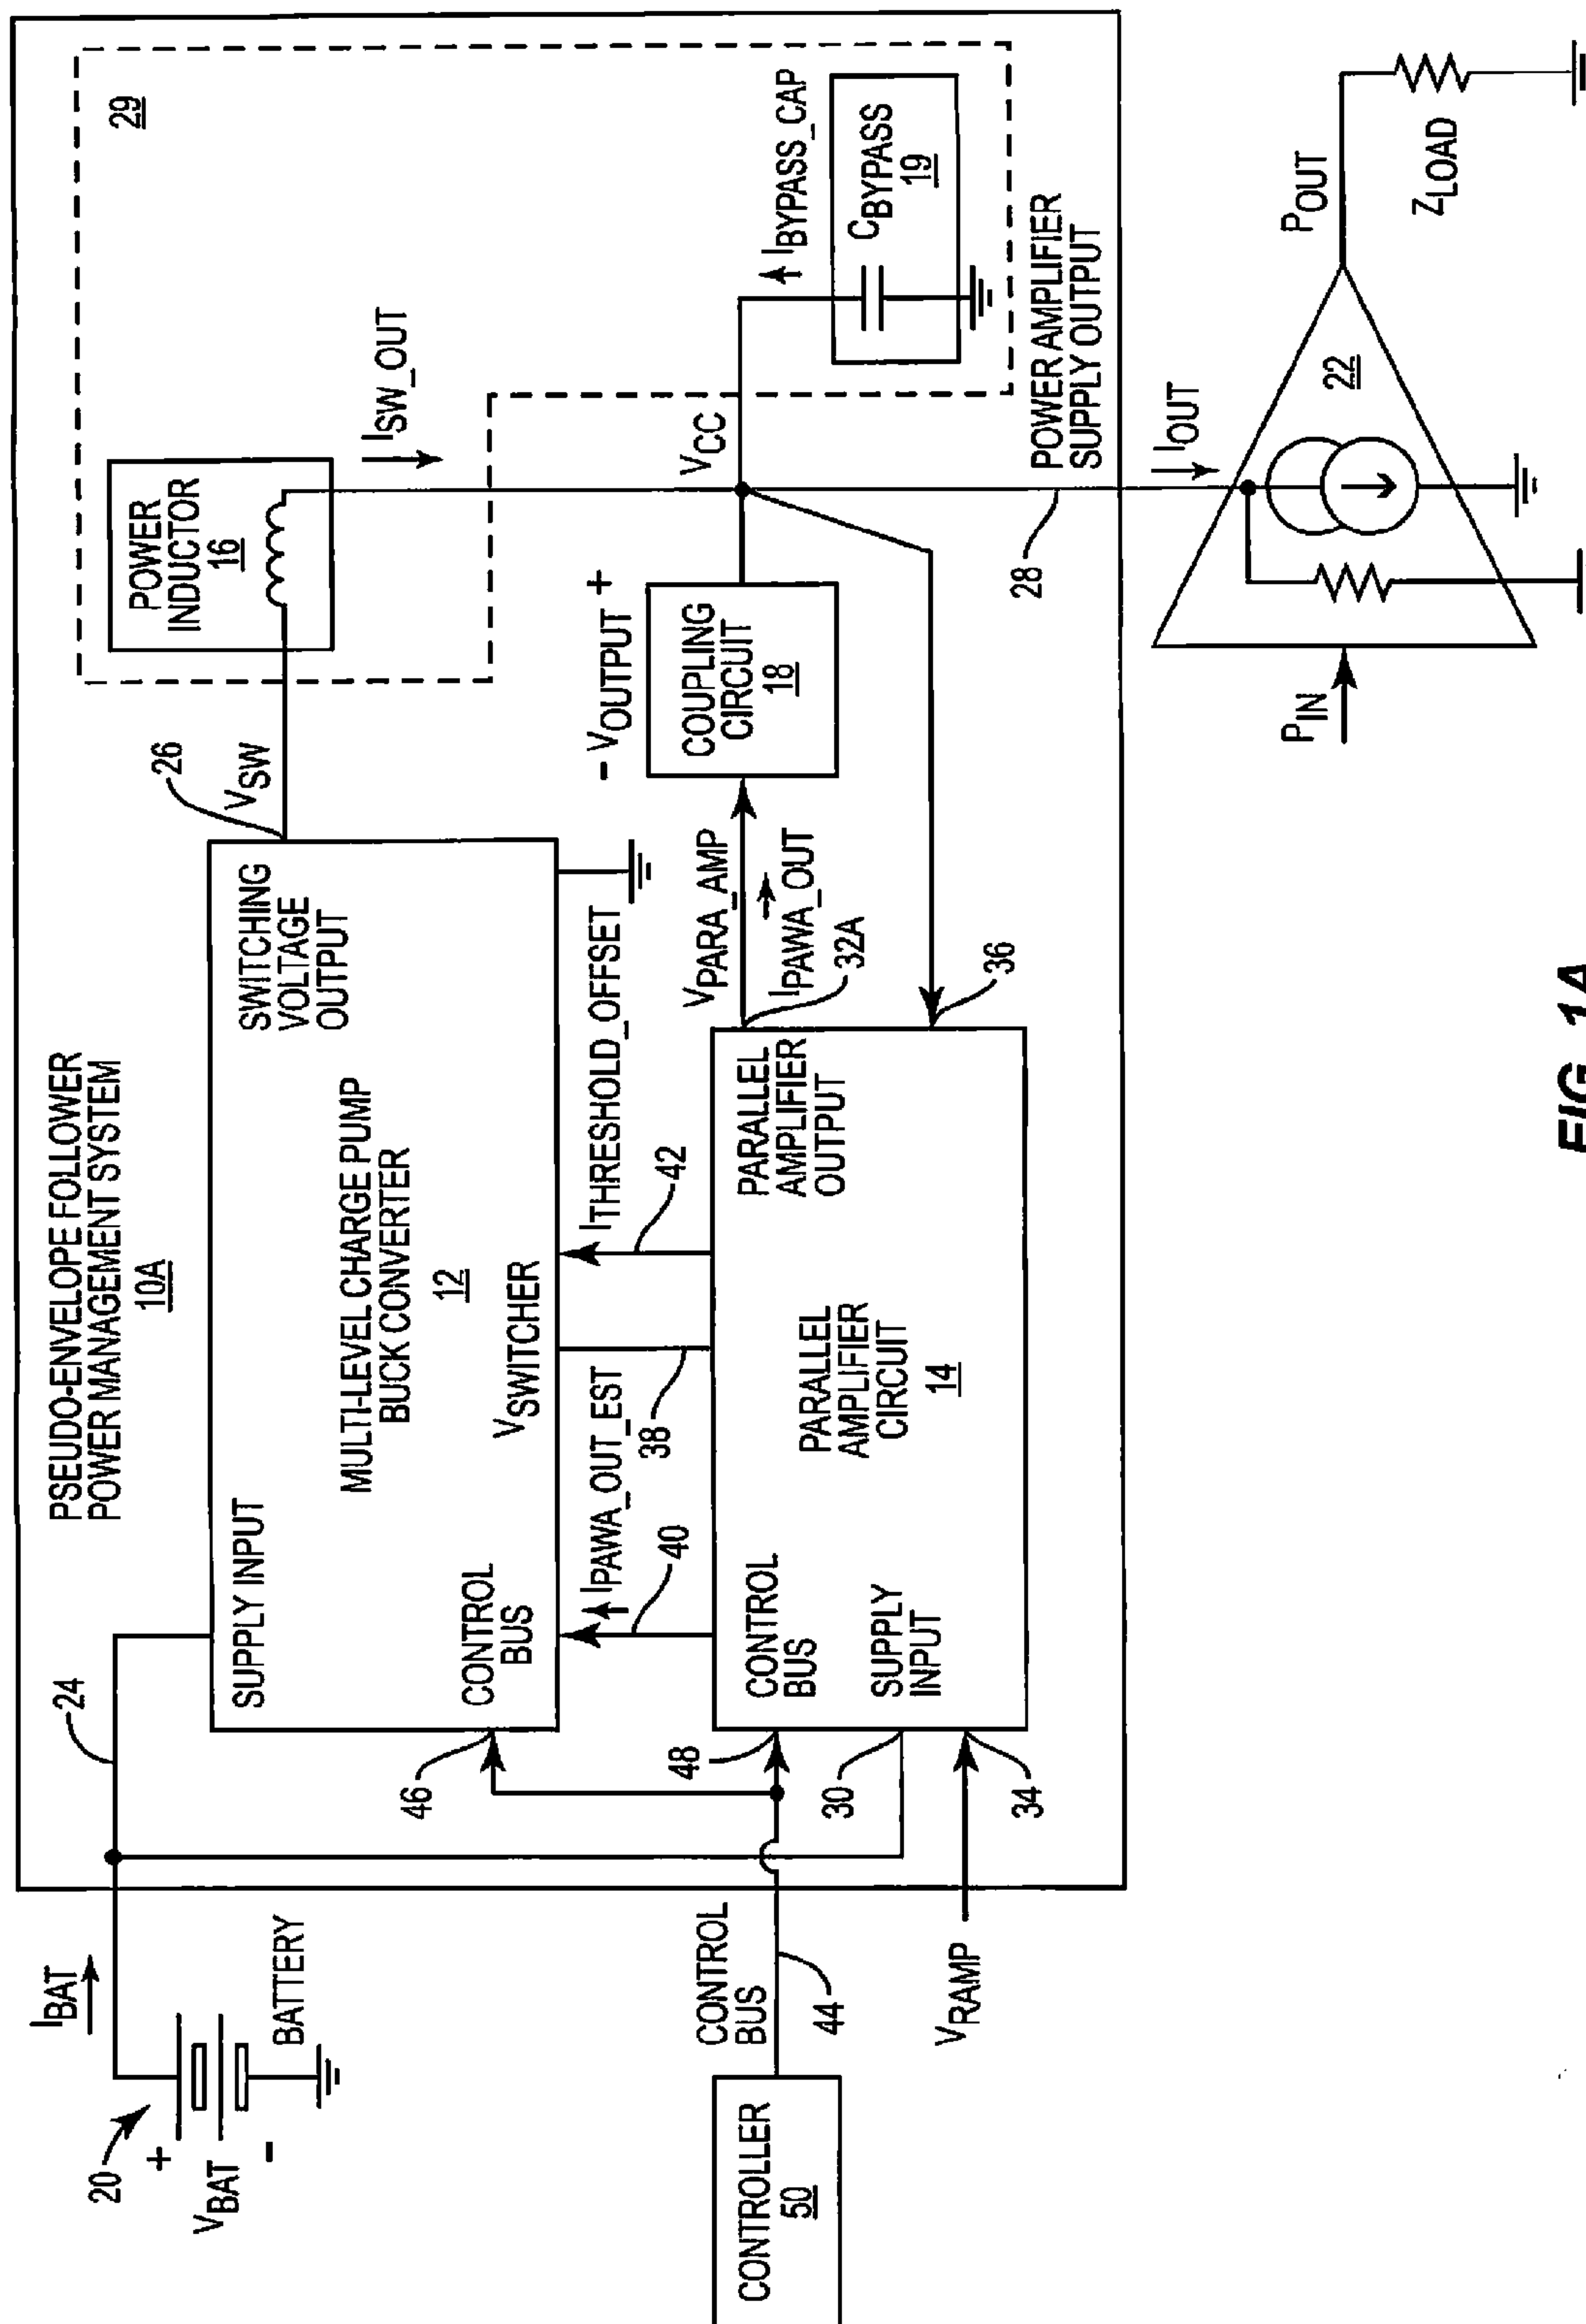 PSEUDO-ENVELOPE FOLLOWER
POWER MANAGEMENT SYSTEM
10A
29
24
IBAT
20
+
VBAT
-
BATTERY
SUPPLY INPUT
MULTI-LEVEL CHARGE PUMP
BUCK CONVERTER
12
SWITCHING
VOLTAGE
OUTPUT
CONTROL
BUS
VSWITCHER
26
VSW
POWER
INDUCTOR
16
ISW_OUT
46
IPAWA_OUT_EST
40
38
ITHRESHOLD_OFFSET
42
- VOUTPUT +
VCC
IBYPASS_CAP
CBYPASS
19
CONTROLLER
50
CONTROL
BUS
44
48
CONTROL
BUS
SUPPLY
INPUT
30
34
VRAMP
PARALLEL
AMPLIFIER
CIRCUIT
14
PARALLEL
AMPLIFIER
OUTPUT
VPARA_AMP
IPAWA_OUT
32A
36
COUPLING
CIRCUIT
18
28
POWER AMPLIFIER
SUPPLY OUTPUT
IOUT
PIN
22
POUT
ZLOAD
FIG. 1A